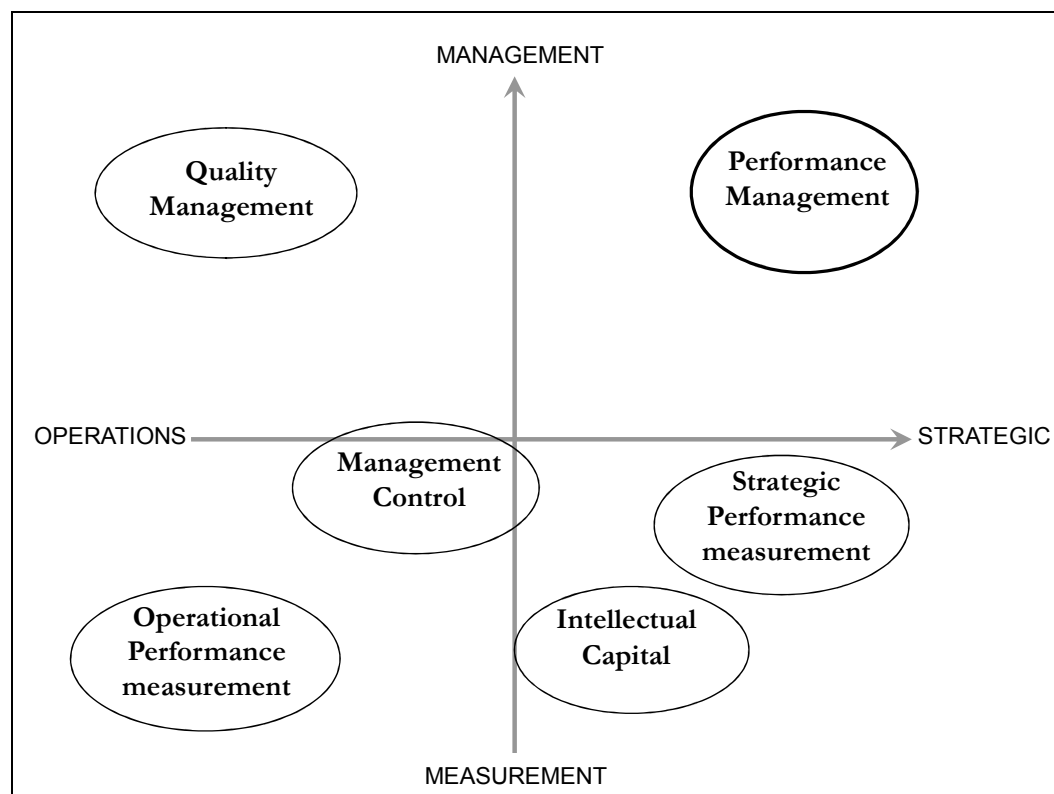 MANAGEMENT
Quality
Management
Performance
Management
OPERATIONS
STRATEGIC
Management
Control
Strategic
Performance
measurement
Operational
Performance
measurement
Intellectual
Capital
MEASUREMENT